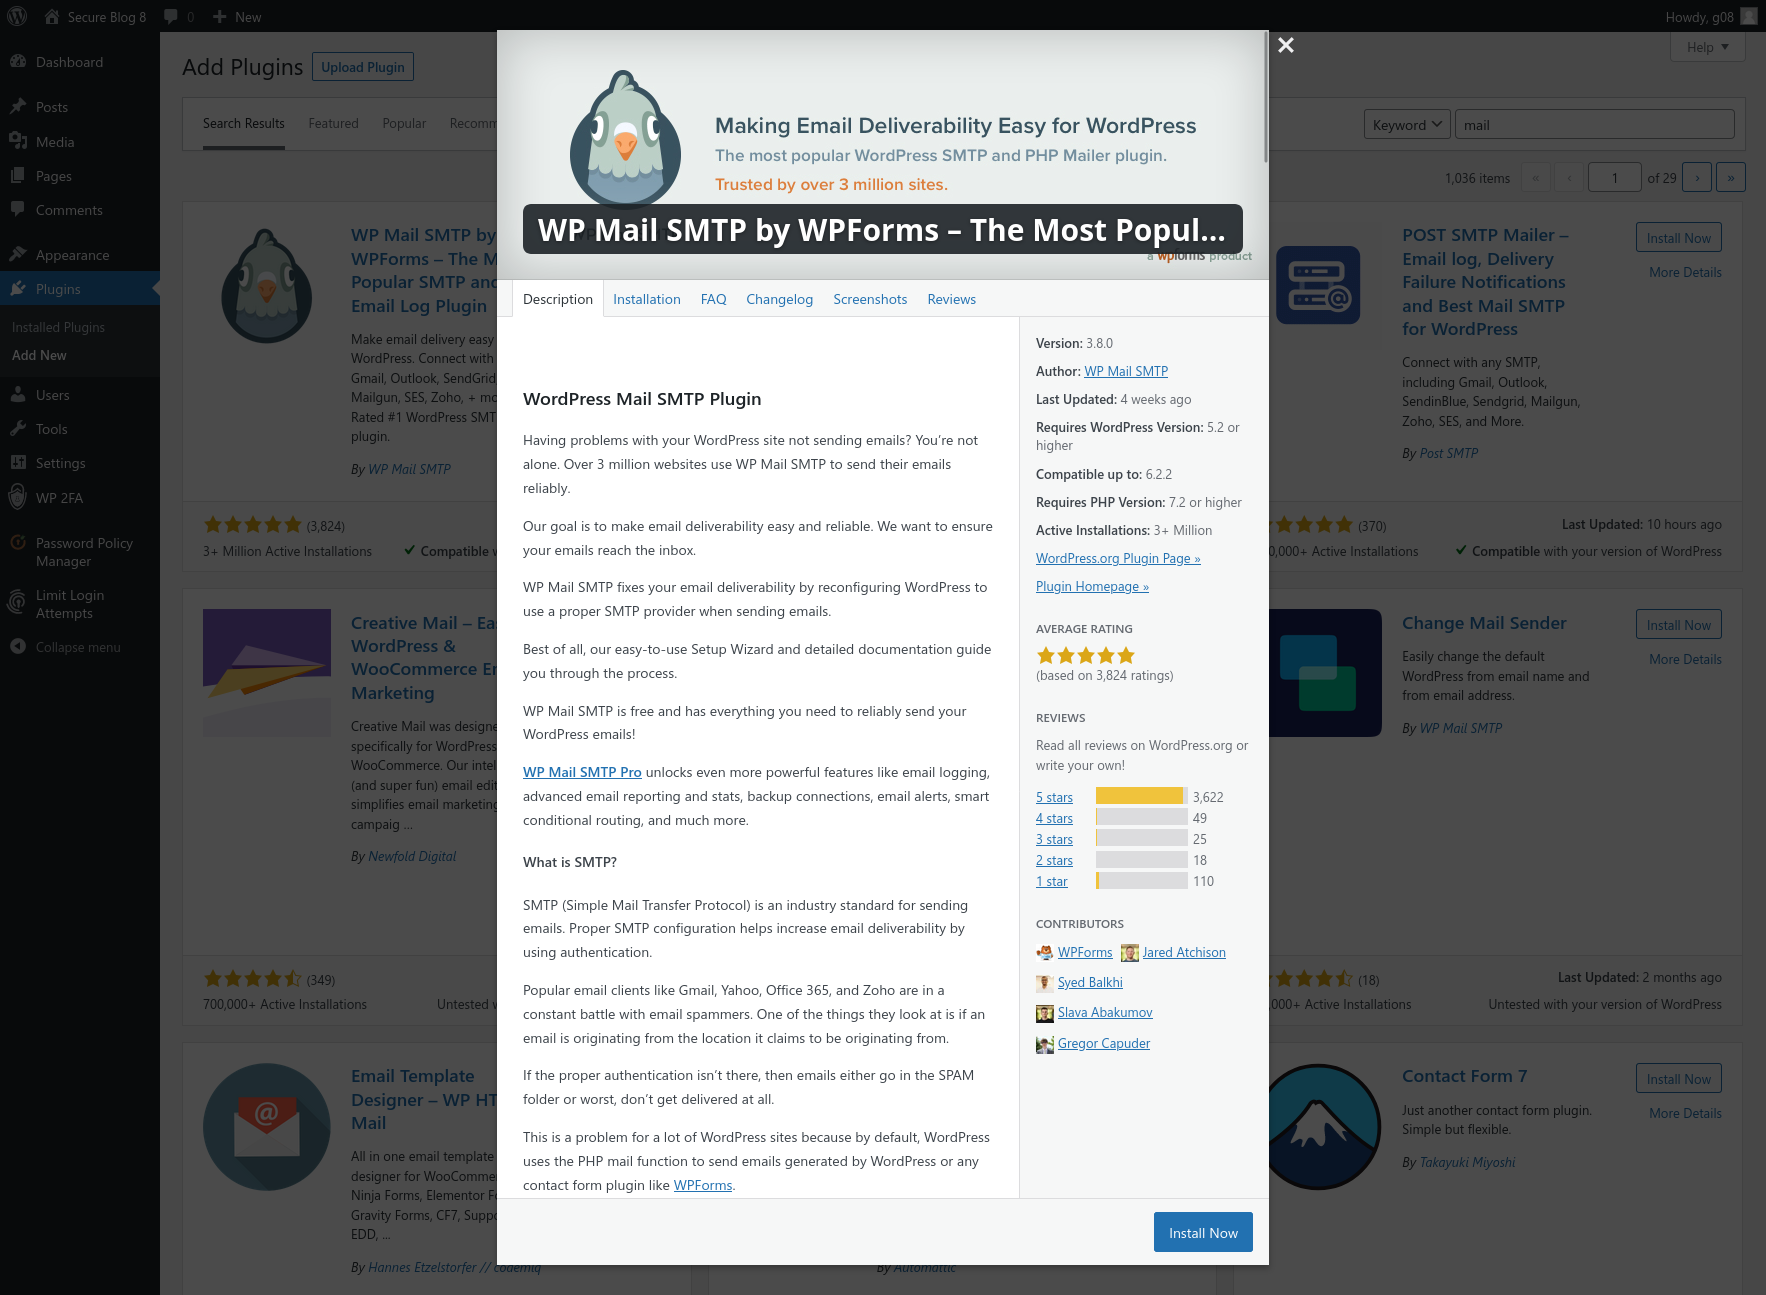 Secure Blog 8
0
New
Howdy, g08
Dashboard
Posts
Media
Pages
Comments
Appearance
Plugins
Installed Plugins
Add New
Users
Tools
Settings
WP 2FA
Password Policy
Manager
Limit Login
Attempts
Collapse menu
Add Plugins
Upload Plugin
Help
Search Results
Featured
Popular
Recomm
Keyword
mail
1,036 items
«
‹
1
of 29
›
»
WP Mail SMTP by
WPForms – The M
Popular SMTP and
Email Log Plugin
Make email delivery easy
WordPress. Connect with
Gmail, Outlook, SendGrid
Mailgun, SES, Zoho, + mo
Rated #1 WordPress SMT
plugin.
By WP Mail SMTP
(3,824)
3+ Million Active Installations
Compatible w
Creative Mail – Eas
WordPress &
WooCommerce Em
Marketing
Creative Mail was designe
specifically for WordPress
WooCommerce. Our intel
(and super fun) email edit
simplifies email marketing
campaig ...
By Newfold Digital
(349)
700,000+ Active Installations
Untested w
Email Template
Designer – WP HT
Mail
All in one email template
designer for WooComme
Ninja Forms, Elementor Fo
Gravity Forms, CF7, Suppo
EDD, ...
By Hannes Etzelstorfer // codemiq
Making Email Deliverability Easy for WordPress
The most popular WordPress SMTP and PHP Mailer plugin.
Trusted by over 3 million sites.
WP Mail SMTP by WPForms – The Most Popul...
a wpforms product
Description
Installation
FAQ
Changelog
Screenshots
Reviews
WordPress Mail SMTP Plugin
Having problems with your WordPress site not sending emails? You're not
alone. Over 3 million websites use WP Mail SMTP to send their emails
reliably.
Our goal is to make email deliverability easy and reliable. We want to ensure
your emails reach the inbox.
WP Mail SMTP fixes your email deliverability by reconfiguring WordPress to
use a proper SMTP provider when sending emails.
Best of all, our easy-to-use Setup Wizard and detailed documentation guide
you through the process.
WP Mail SMTP is free and has everything you need to reliably send your
WordPress emails!
WP Mail SMTP Pro unlocks even more powerful features like email logging,
advanced email reporting and stats, backup connections, email alerts, smart
conditional routing, and much more.
What is SMTP?
SMTP (Simple Mail Transfer Protocol) is an industry standard for sending
emails. Proper SMTP configuration helps increase email deliverability by
using authentication.
Popular email clients like Gmail, Yahoo, Office 365, and Zoho are in a
constant battle with email spammers. One of the things they look at is if an
email is originating from the location it claims to be originating from.
If the proper authentication isn't there, then emails either go in the SPAM
folder or worst, don't get delivered at all.
This is a problem for a lot of WordPress sites because by default, WordPress
uses the PHP mail function to send emails generated by WordPress or any
contact form plugin like WPForms.
Version: 3.8.0
Author: WP Mail SMTP
Last Updated: 4 weeks ago
Requires WordPress Version: 5.2 or
higher
Compatible up to: 6.2.2
Requires PHP Version: 7.2 or higher
Active Installations: 3+ Million
WordPress.org Plugin Page »
Plugin Homepage »
AVERAGE RATING
(based on 3,824 ratings)
REVIEWS
Read all reviews on WordPress.org or
write your own!
5 stars 3,622
4 stars 49
3 stars 25
2 stars 18
1 star 110
CONTRIBUTORS
WPForms Jared Atchison
Syed Balkhi
Slava Abakumov
Gregor Capuder
Install Now
By Automattic
POST SMTP Mailer –
Email log, Delivery
Failure Notifications
and Best Mail SMTP
for WordPress
Install Now
More Details
Connect with any SMTP,
including Gmail, Outlook,
SendinBlue, Sendgrid, Mailgun,
Zoho, SES, and More.
By Post SMTP
(370)
Last Updated: 10 hours ago
0,000+ Active Installations
Compatible with your version of WordPress
Change Mail Sender
Install Now
More Details
Easily change the default
WordPress from email name and
from email address.
By WP Mail SMTP
(18)
Last Updated: 2 months ago
,000+ Active Installations
Untested with your version of WordPress
Contact Form 7
Install Now
More Details
Just another contact form plugin.
Simple but flexible.
By Takayuki Miyoshi